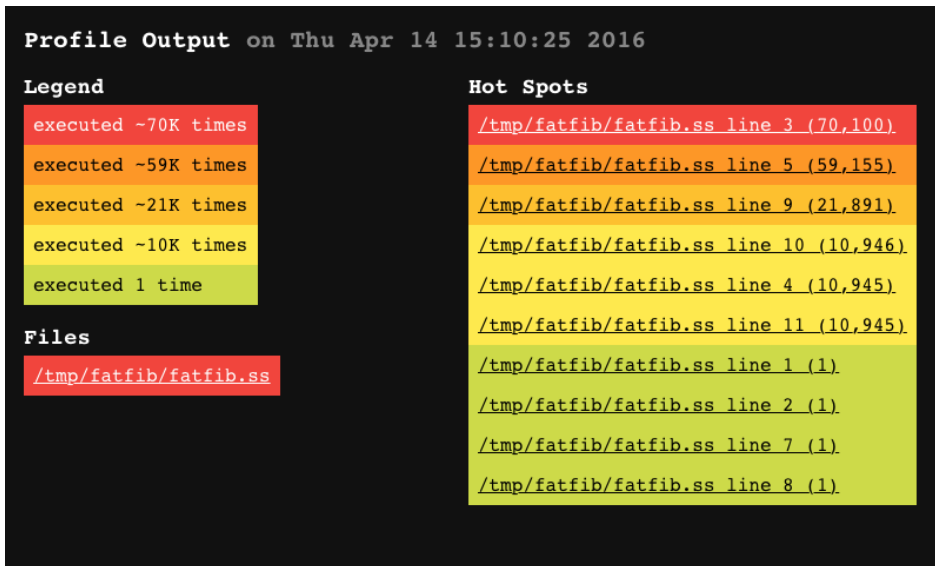 Profile Output on Thu Apr 14 15:10:25 2016
Legend
executed ~70K times
executed ~59K times
executed ~21K times
executed ~10K times
executed 1 time
Files
/tmp/fatfib/fatfib.ss
Hot Spots
/tmp/fatfib/fatfib.ss line 3 (70,100)
/tmp/fatfib/fatfib.ss line 5 (59,155)
/tmp/fatfib/fatfib.ss line 9 (21,891)
/tmp/fatfib/fatfib.ss line 10 (10,946)
/tmp/fatfib/fatfib.ss line 4 (10,945)
/tmp/fatfib/fatfib.ss line 11 (10,945)
/tmp/fatfib/fatfib.ss line 1 (1)
/tmp/fatfib/fatfib.ss line 2 (1)
/tmp/fatfib/fatfib.ss line 7 (1)
/tmp/fatfib/fatfib.ss line 8 (1)